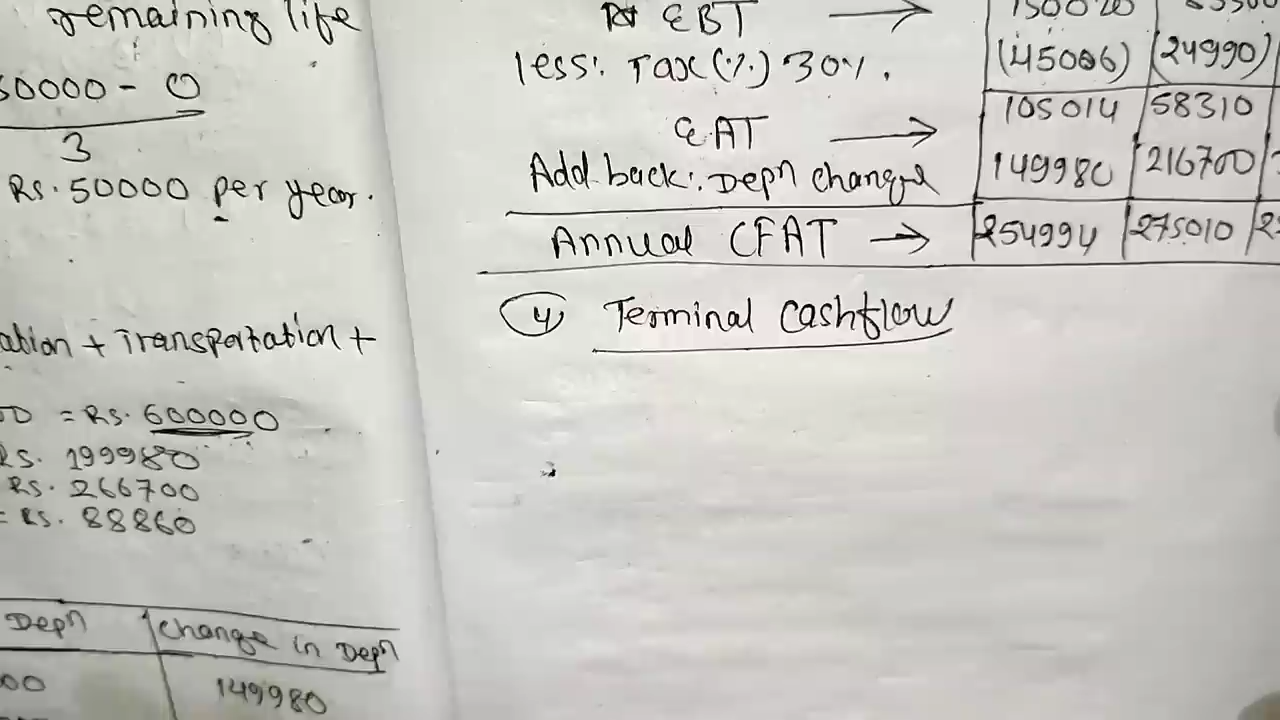 remaining life
50000 - 0
3
Rs. 50000 per year.
ation + Transportation +
= Rs. 600000
Rs. 199980
Rs. 266700
= Rs. 88860
Depn | change in Depn
00 | 149980
EBT → 150020
less: Tax (%) 30%. (45006) (24990)
EAT → 105014 58310
Add back: Depn change 149980 216700
Annual CFAT → 254994 275010
4 Terminal Cashflow